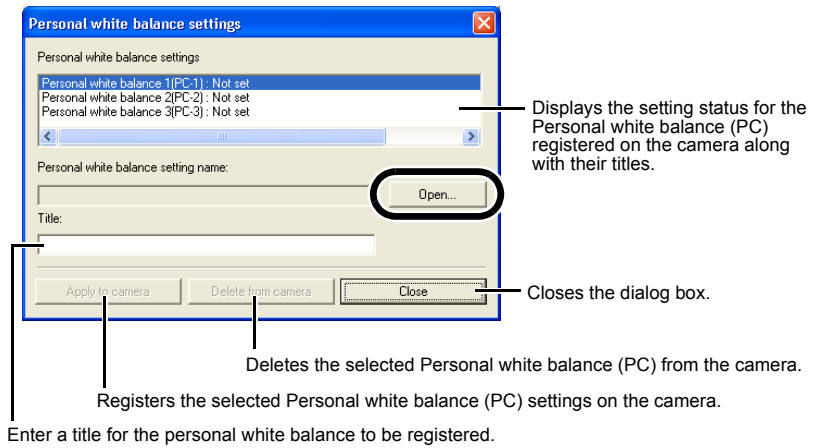 Personal white balance settings
Personal white balance settings
Personal white balance 1(PC-1) : Not set
Personal white balance 2(PC-2) : Not set
Personal white balance 3(PC-3) : Not set
Displays the setting status for the
Personal white balance (PC)
registered on the camera along
with their titles.
Personal white balance setting name:
Open...
Title:
Apply to camera
Delete from camera
Close
Closes the dialog box.
Deletes the selected Personal white balance (PC) from the camera.
Registers the selected Personal white balance (PC) settings on the camera.
Enter a title for the personal white balance to be registered.